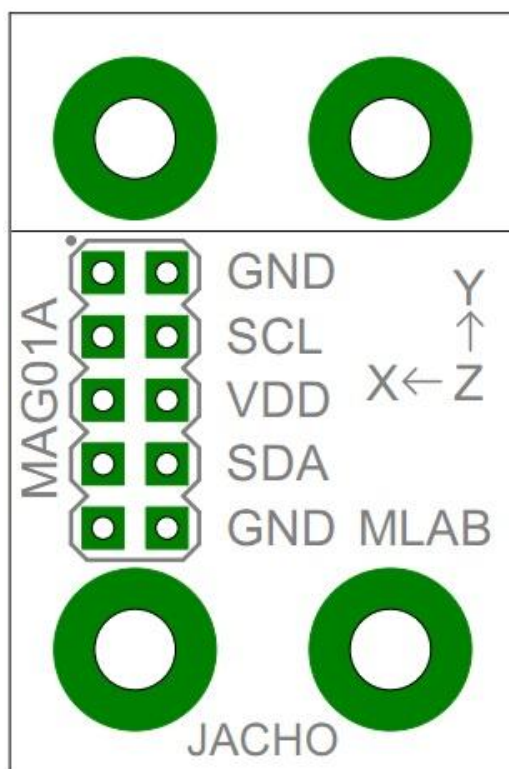 MAG01A
GND
SCL
VDD
SDA
GND MLAB
Y
X Z
JACHO